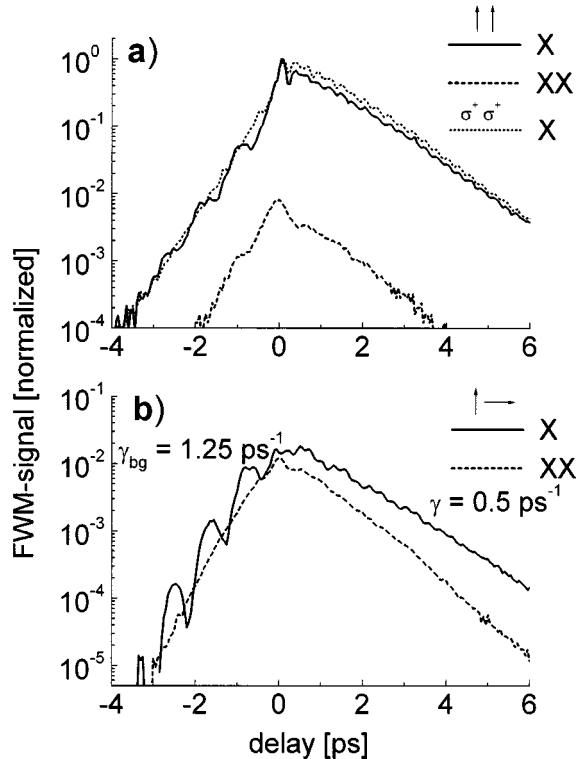 a)
↑↑
X
XX
σ⁺ σ⁺
X
10⁰
10⁻¹
10⁻²
10⁻³
10⁻⁴
-4 -2 0 2 4 6
FWM-signal [normalized]
b)
↑→
X
XX
γbg = 1.25 ps⁻¹
γ = 0.5 ps⁻¹
10⁻¹
10⁻²
10⁻³
10⁻⁴
10⁻⁵
-4 -2 0 2 4 6
delay [ps]